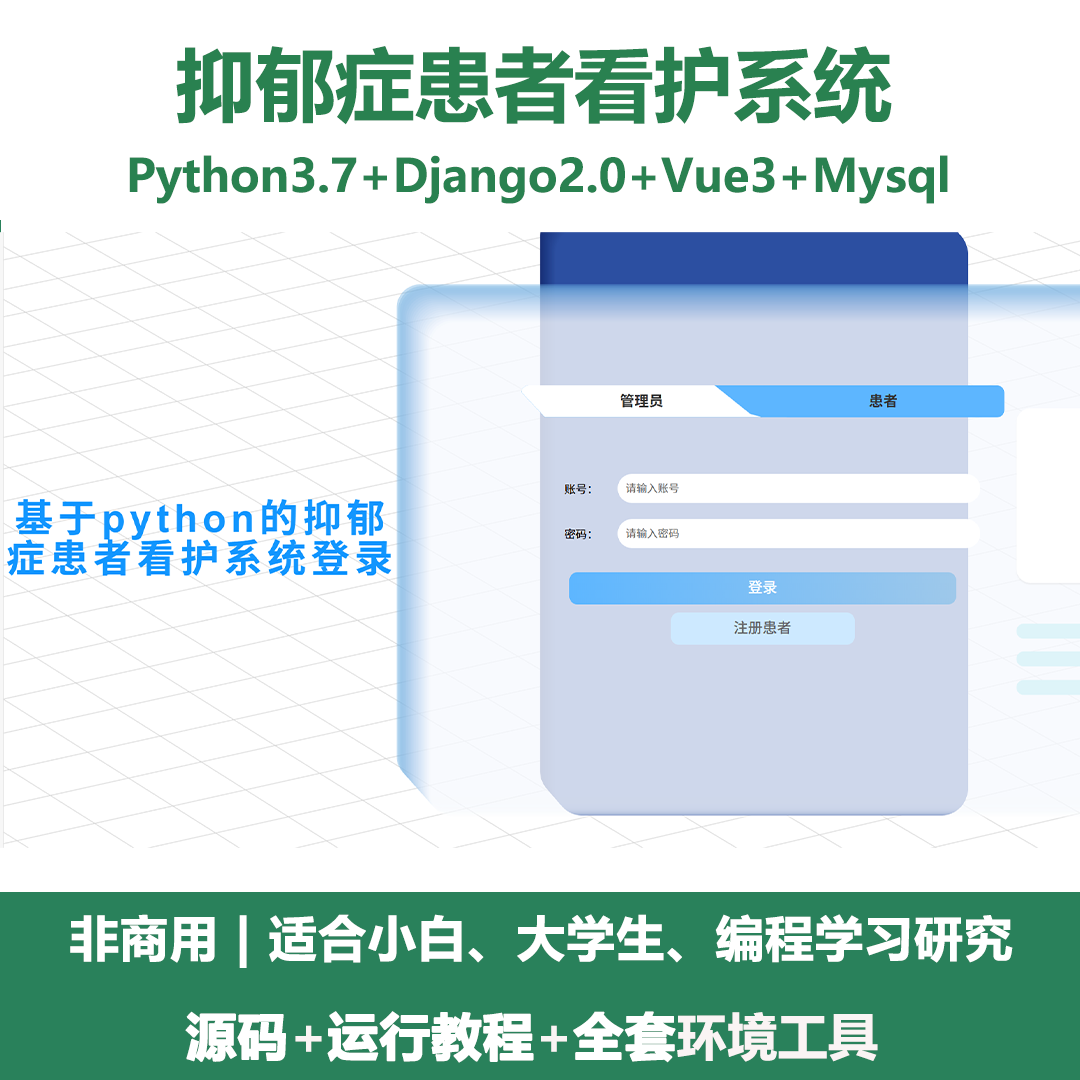 抑郁症患者看护系统
Python3.7+Django2.0+Vue3+Mysql
管理员 患者
账号： 请输入账号
密码： 请输入密码
基于python的抑郁
症患者看护系统登录
登录
注册患者
非商用｜适合小白、大学生、编程学习研究
源码+运行教程+全套环境工具